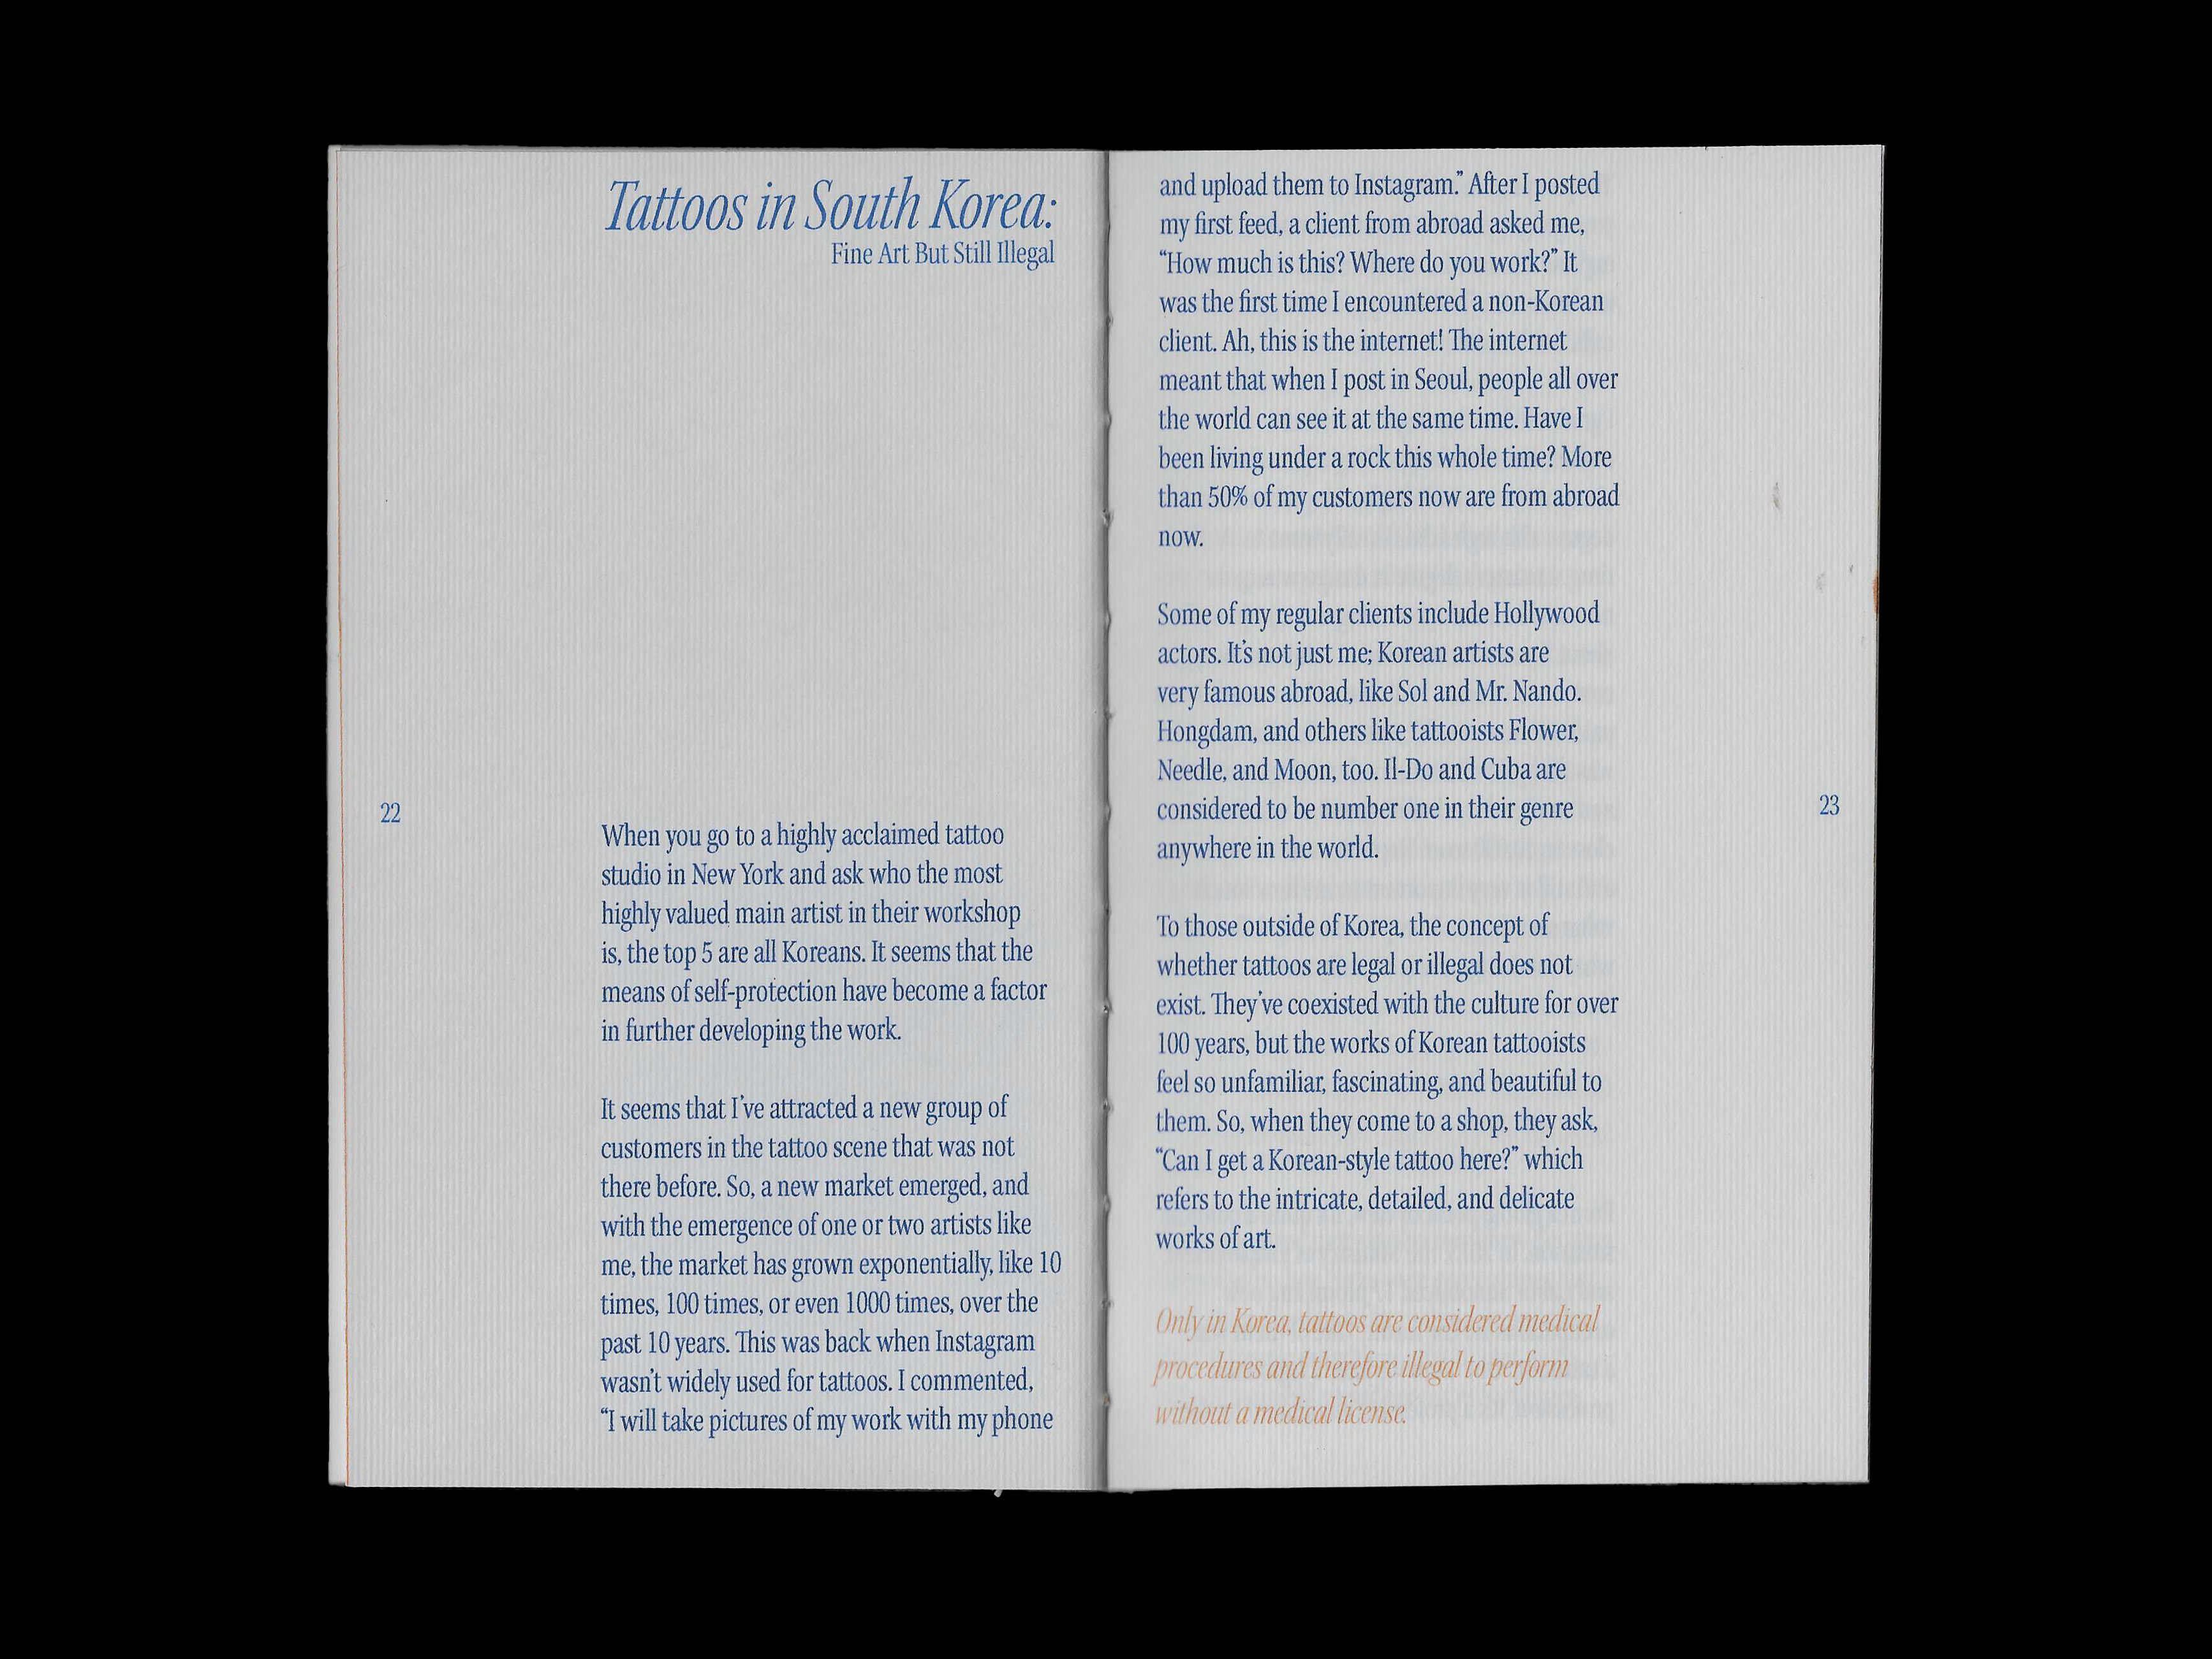 Tattoos in South Korea:
Fine Art But Still Illegal
22
When you go to a highly acclaimed tattoo
studio in New York and ask who the most
highly valued main artist in their workshop
is, the top 5 are all Koreans. It seems that the
means of self-protection have become a factor
in further developing the work.
It seems that I’ve attracted a new group of
customers in the tattoo scene that was not
there before. So, a new market emerged, and
with the emergence of one or two artists like
me, the market has grown exponentially, like 10
times, 100 times, or even 1000 times, over the
past 10 years. This was back when Instagram
wasn’t widely used for tattoos. I commented,
“I will take pictures of my work with my phone
and upload them to Instagram.” After I posted
my first feed, a client from abroad asked me,
“How much is this? Where do you work?” It
was the first time I encountered a non-Korean
client. Ah, this is the internet! The internet
meant that when I post in Seoul, people all over
the world can see it at the same time. Have I
been living under a rock this whole time? More
than 50% of my customers now are from abroad
now.
Some of my regular clients include Hollywood
actors. It’s not just me; Korean artists are
very famous abroad, like Sol and Mr. Nando.
Hongdam, and others like tattooists Flower,
Needle, and Moon, too. Il-Do and Cuba are
considered to be number one in their genre
anywhere in the world.
To those outside of Korea, the concept of
whether tattoos are legal or illegal does not
exist. They’ve coexisted with the culture for over
100 years, but the works of Korean tattooists
feel so unfamiliar, fascinating, and beautiful to
them. So, when they come to a shop, they ask,
“Can I get a Korean-style tattoo here?” which
refers to the intricate, detailed, and delicate
works of art.
Only in Korea, tattoos are considered medical
procedures and therefore illegal to perform
without a medical license.
23